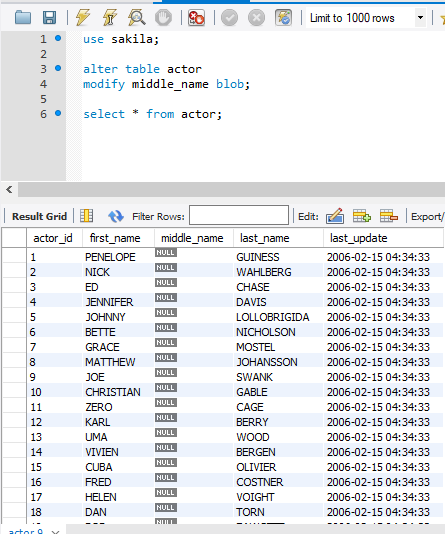 Limit to 1000 rows
1 use sakila;
2
3 alter table actor
4 modify middle_name blob;
5
6 select * from actor;
Result Grid Filter Rows: Edit: Export/
actor_id first_name middle_name last_name last_update
1 PENELOPE NULL GUINESS 2006-02-15 04:34:33
2 NICK NULL WAHLBERG 2006-02-15 04:34:33
3 ED NULL CHASE 2006-02-15 04:34:33
4 JENNIFER NULL DAVIS 2006-02-15 04:34:33
5 JOHNNY NULL LOLLOBRIGIDA 2006-02-15 04:34:33
6 BETTE NULL NICHOLSON 2006-02-15 04:34:33
7 GRACE NULL MOSTEL 2006-02-15 04:34:33
8 MATTHEW NULL JOHANSSON 2006-02-15 04:34:33
9 JOE NULL SWANK 2006-02-15 04:34:33
10 CHRISTIAN NULL GABLE 2006-02-15 04:34:33
11 ZERO NULL CAGE 2006-02-15 04:34:33
12 KARL NULL BERRY 2006-02-15 04:34:33
13 UMA NULL WOOD 2006-02-15 04:34:33
14 VIVIEN NULL BERGEN 2006-02-15 04:34:33
15 CUBA NULL OLIVIER 2006-02-15 04:34:33
16 FRED NULL COSTNER 2006-02-15 04:34:33
17 HELEN NULL VOIGHT 2006-02-15 04:34:33
18 DAN NULL TORN 2006-02-15 04:34:33
actor 9